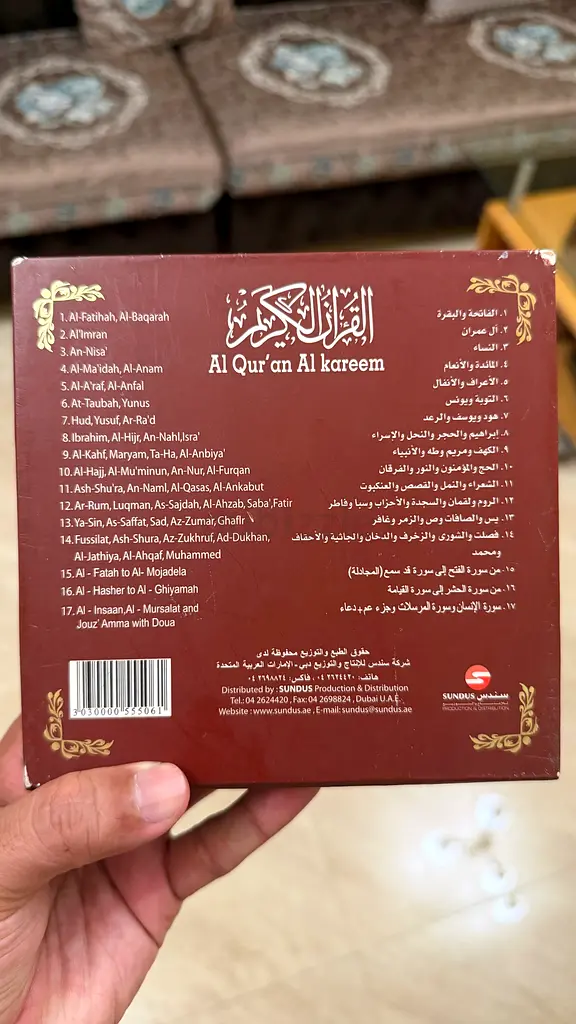 القرآن الكريم
Al Qur'an Al kareem
1. Al-Fatihah, Al-Baqarah
2. Al'Imran
3. An-Nisa'
4. Al-Ma'idah, Al-Anam
5. Al-A'raf, Al-Anfal
6. At-Taubah, Yunus
7. Hud, Yusuf, Ar-Ra'd
8. Ibrahim, Al-Hijr, An-Nahl,Isra'
9. Al-Kahf, Maryam, Ta-Ha, Al-Anbiya'
10. Al-Hajj, Al-Mu'minun, An-Nur, Al-Furqan
11. Ash-Shu'ra, An-Naml, Al-Qasas, Al-Ankabut
12. Ar-Rum, Luqman, As-Sajdah, Al-Ahzab, Saba',Fatir
13. Ya-Sin, As-Saffat, Sad, Az-Zumar, Ghafir
14. Fussilat, Ash-Shura, Az-Zukhruf, Ad-Dukhan,
Al-Jathiya, Al-Ahqaf, Muhammed
15. Al - Fatah to Al- Mojadela
16. Al - Hasher to Al - Ghiyamah
17. Al - Insaan,Al - Mursalat and
Jouz' Amma with Doua
١. الفاتحة والبقرة
٢. آل عمران
٣. النساء
٤. المائدة والأنعام
٥. الأعراف والأنفال
٦. التوبة ويونس
٧. هود ويوسف والرعد
٨. إبراهيم والحجر والنحل والإسراء
٩. الكهف ومريم وطه والأنبياء
١٠. الحج والمؤمنون والنور والفرقان
١١. الشعراء والنمل والقصص والعنكبوت
١٢. الروم ولقمان والسجدة والأحزاب وسبا وفاطر
١٣. يس والصافات وص والزمر وغافر
١٤. فصلت والشورى والزخرف والدخان والجاثية والأحقاف
ومحمد
١٥. من سورة الفتح إلى سورة قد سمع (المجادلة)
١٦. من سورة الحشر إلى سورة القيامة
١٧. سورة الإنسان وسورة المرسلات وجزء عم+دعاء
حقوق الطبع والتوزيع محفوظة لدى
شركة سندس للإنتاج والتوزيع دبي - الإمارات العربية المتحدة
هاتف: ٠٤ ٢٦٢٤٤٢٠ . فاكس: ٠٤ ٢٦٩٨٨٢٤
Distributed by : SUNDUS Production & Distribution
Tel.: 04 2624420 , Fax: 04 2698824 , Dubai U.A.E.
Website : www.sundus.ae , E-mail: sundus@sundus.ae
3030000 555061
SUNDUS سندس
PRODUCTION & DISTRIBUTION